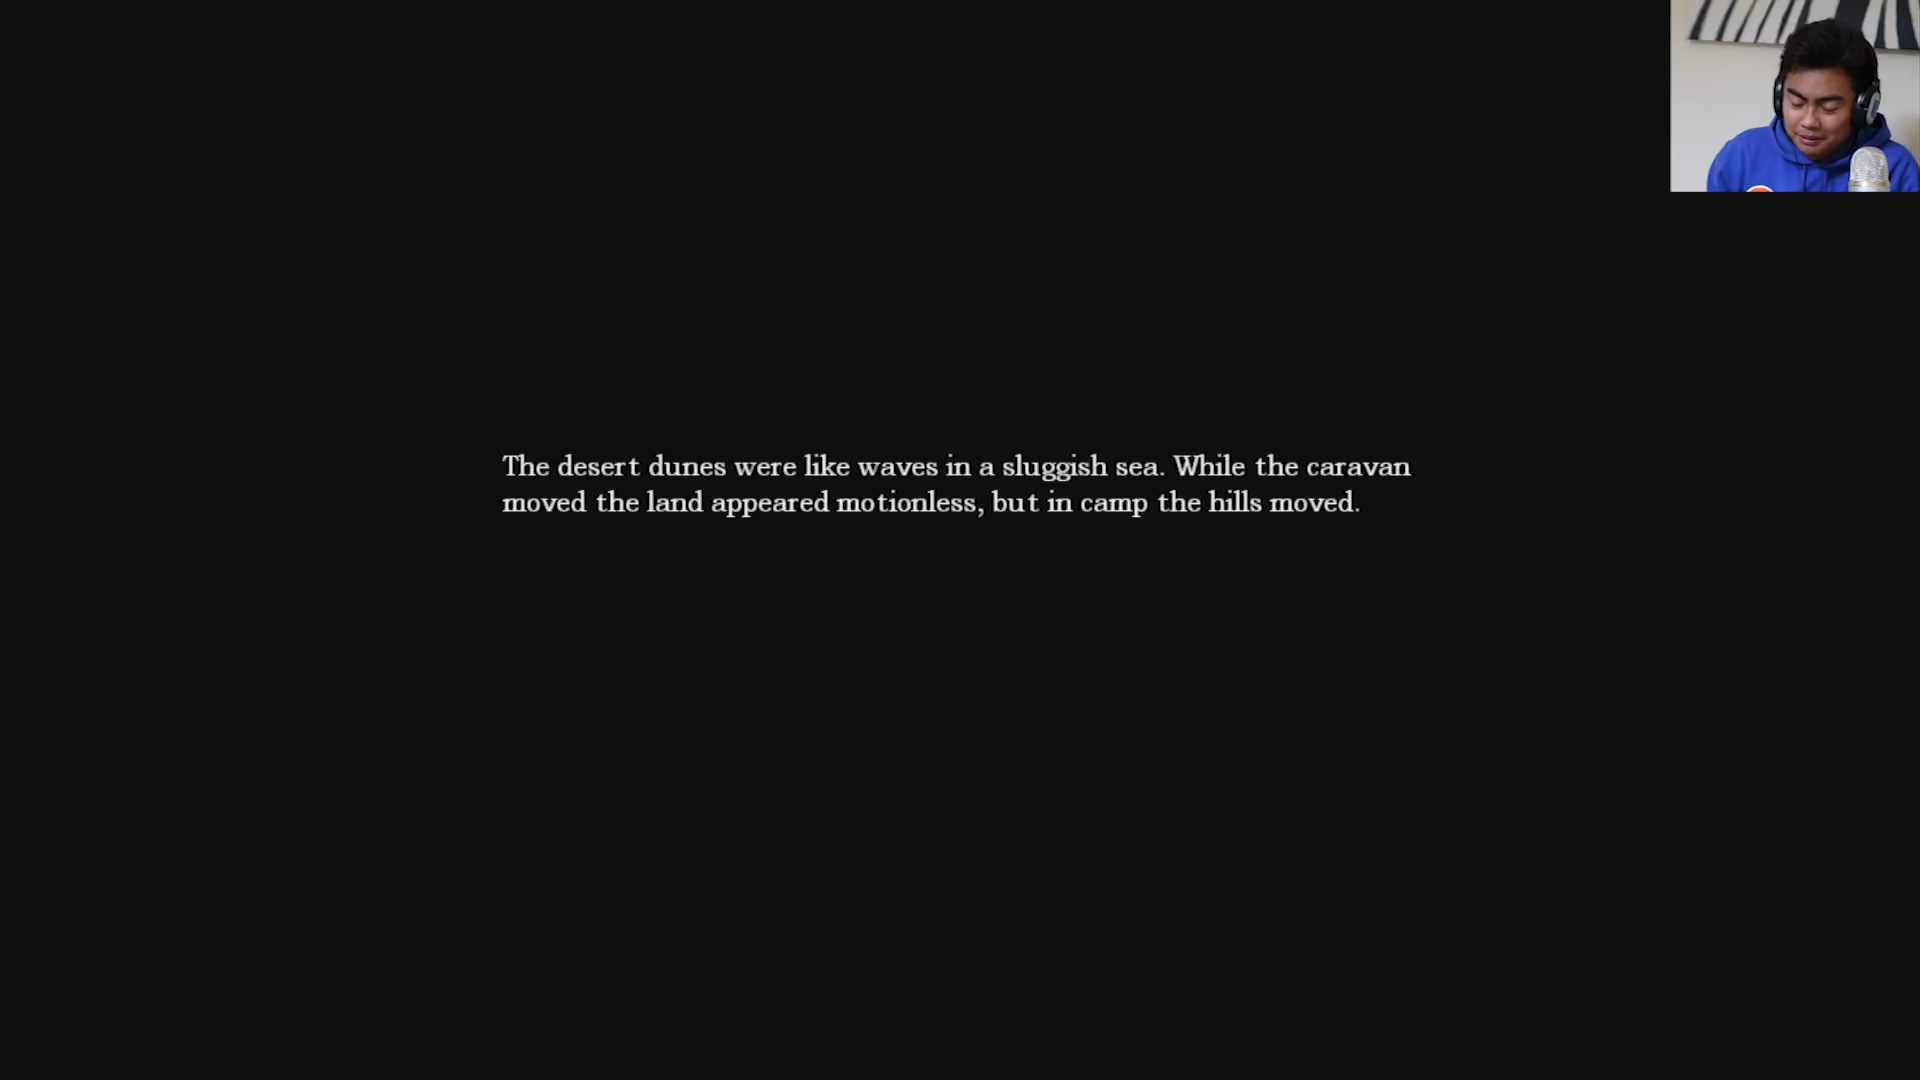 The desert dunes were like waves in a sluggish sea. While the caravan
moved the land appeared motionless, but in camp the hills moved.